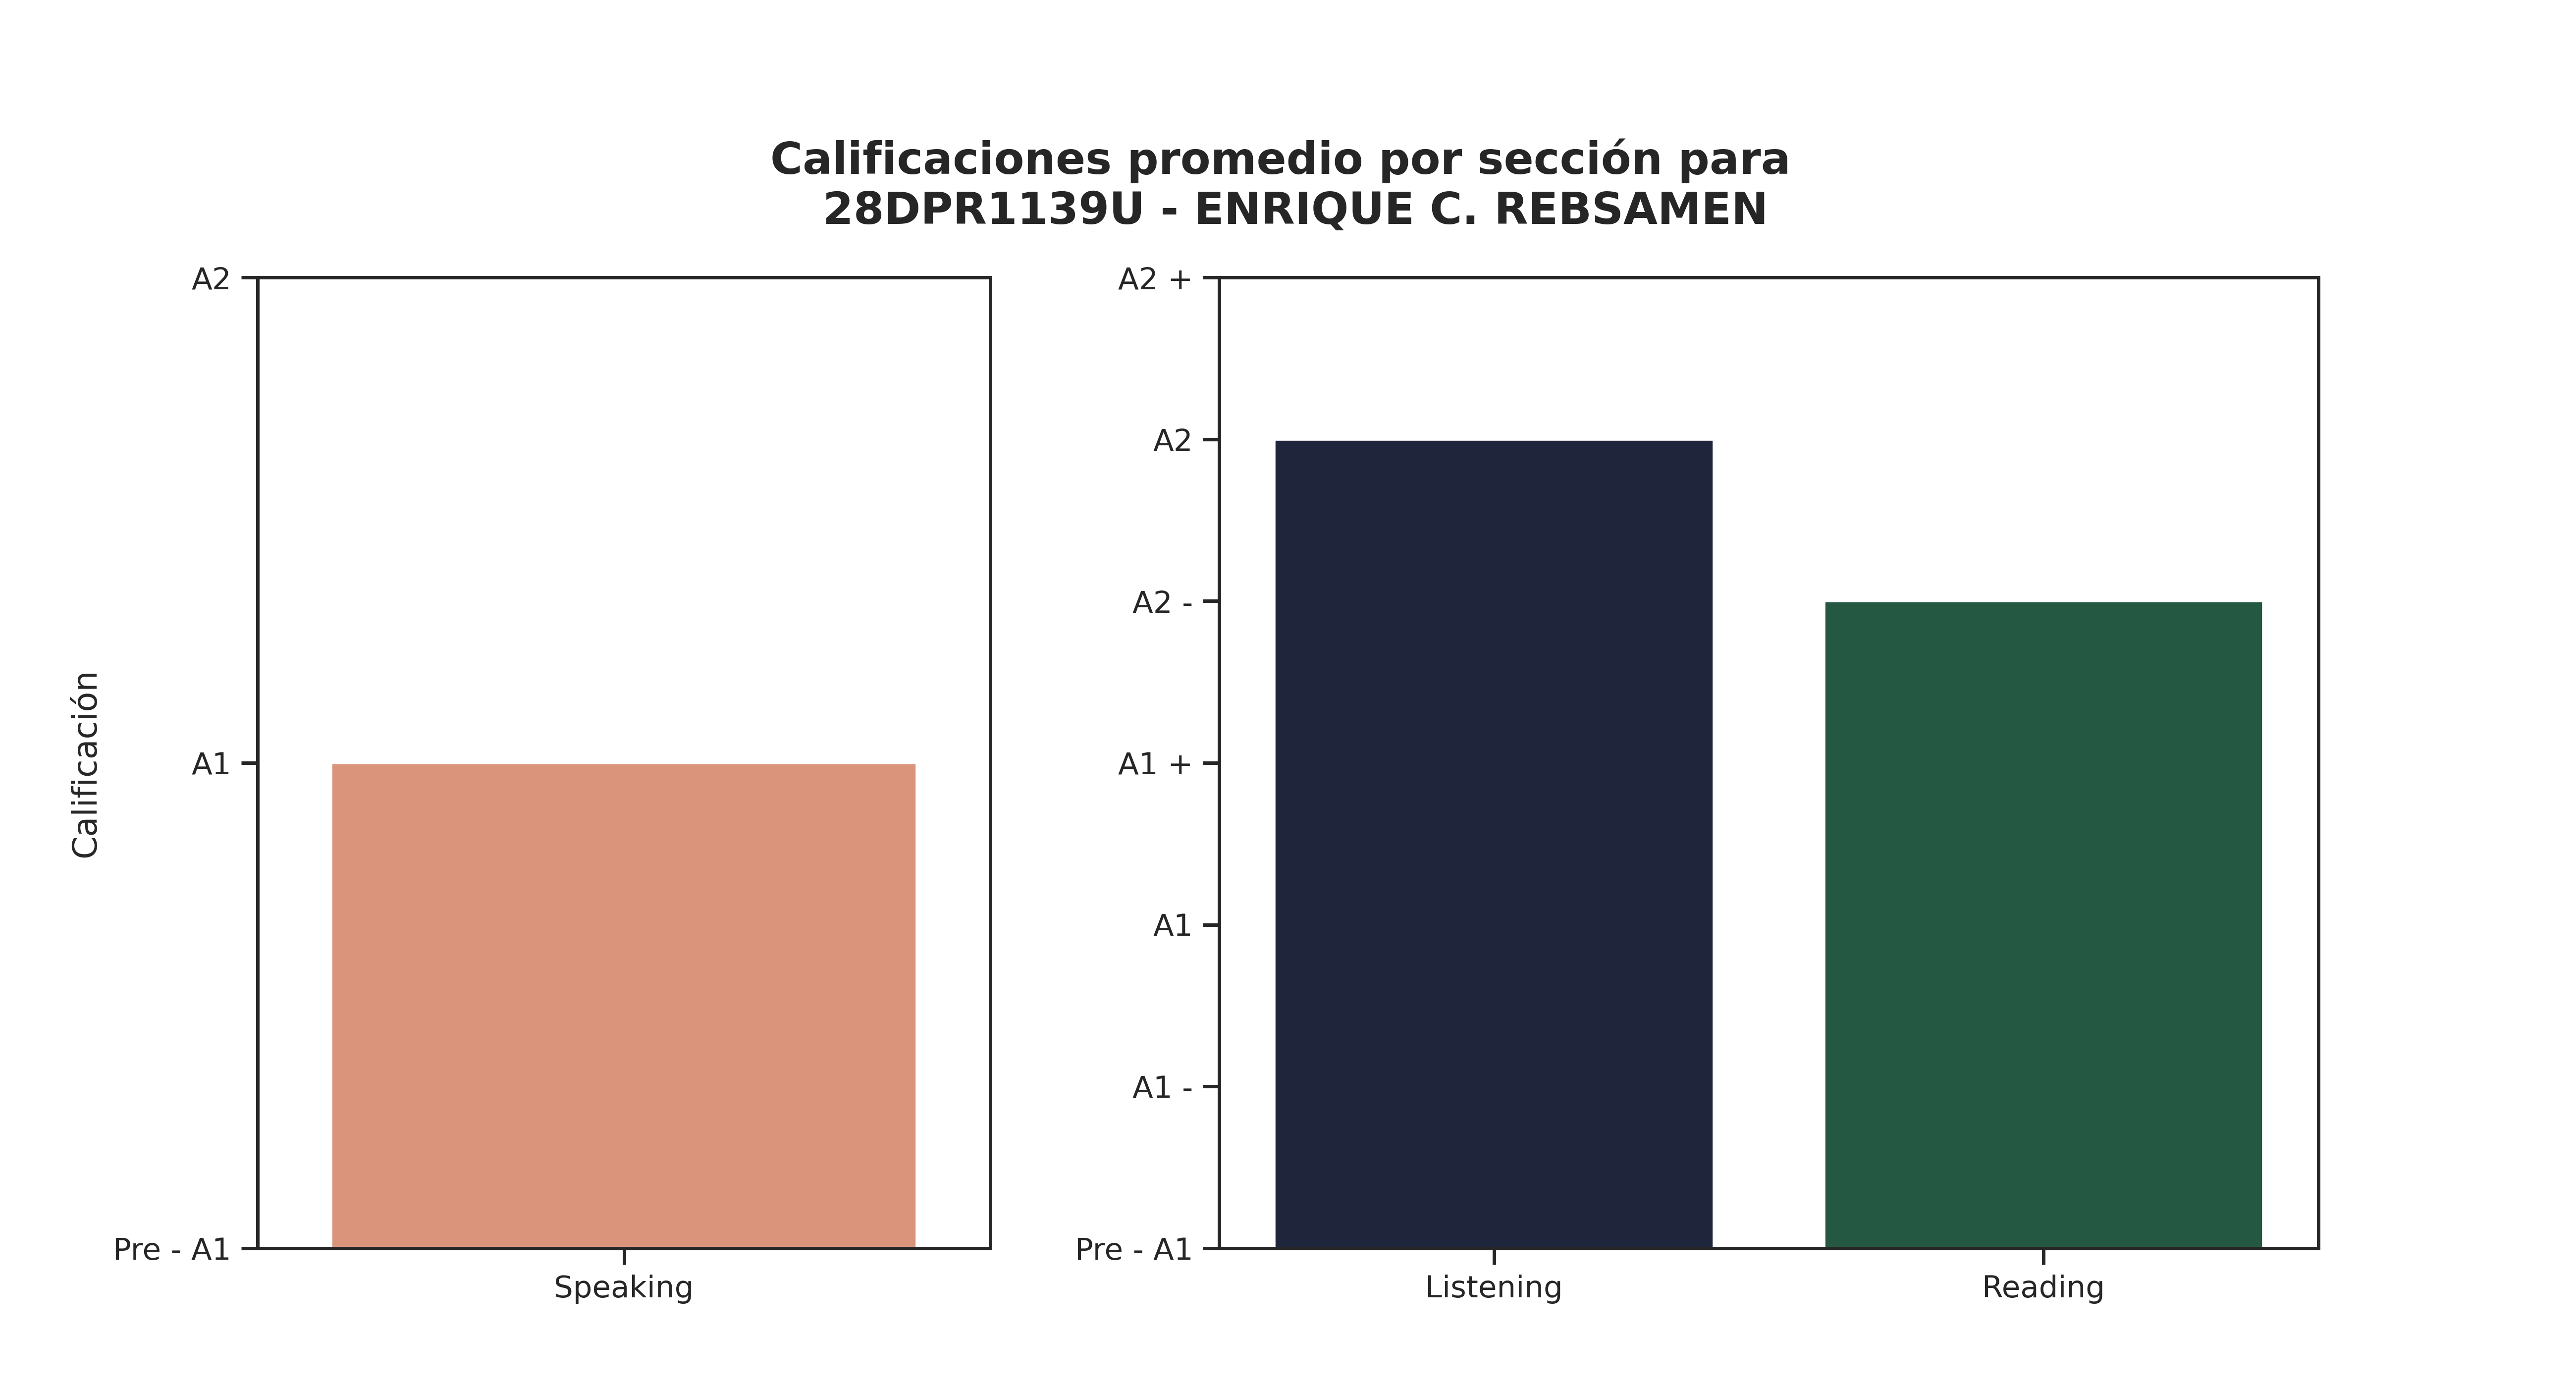 Calificaciones promedio por sección para
28DPR1139U - ENRIQUE C. REBSAMEN
Calificación
A2
A1
Pre - A1
Speaking
A2 +
A2
A2 -
A1 +
A1
A1 -
Pre - A1
Listening
Reading